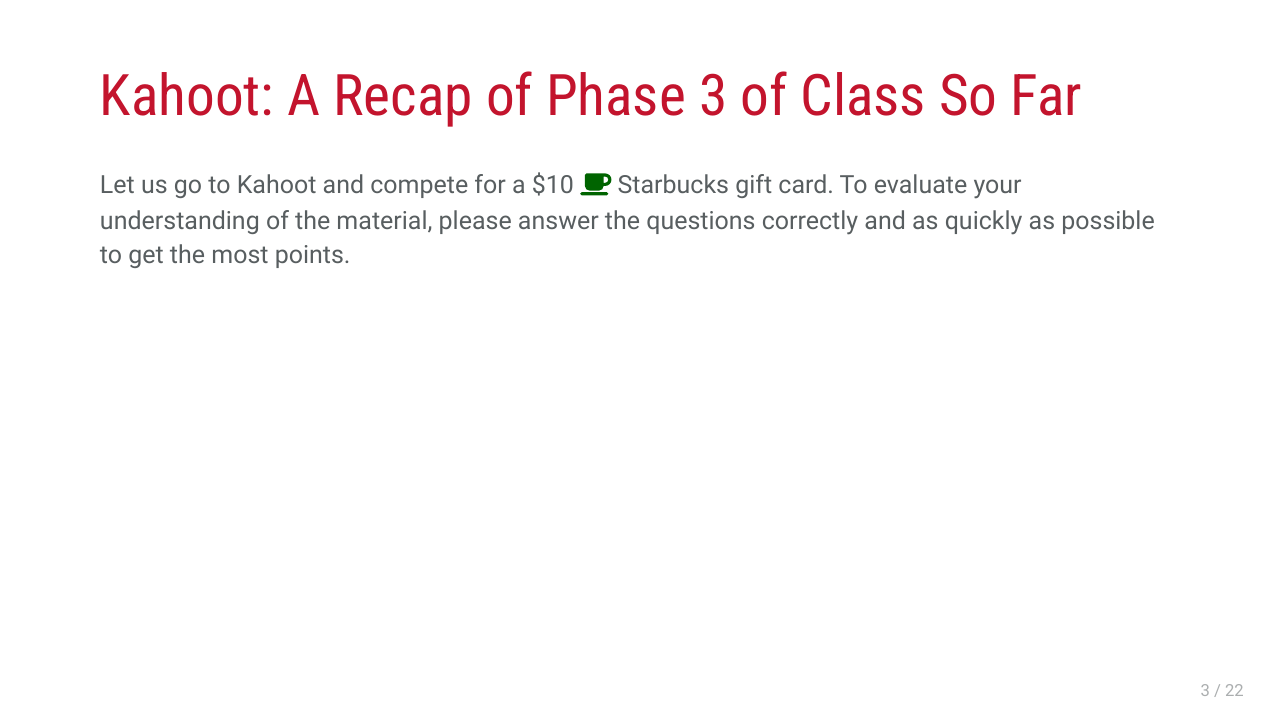 Kahoot: A Recap of Phase 3 of Class So Far
Let us go to Kahoot and compete for a $10 Starbucks gift card. To evaluate your
understanding of the material, please answer the questions correctly and as quickly as possible
to get the most points.
3 / 22